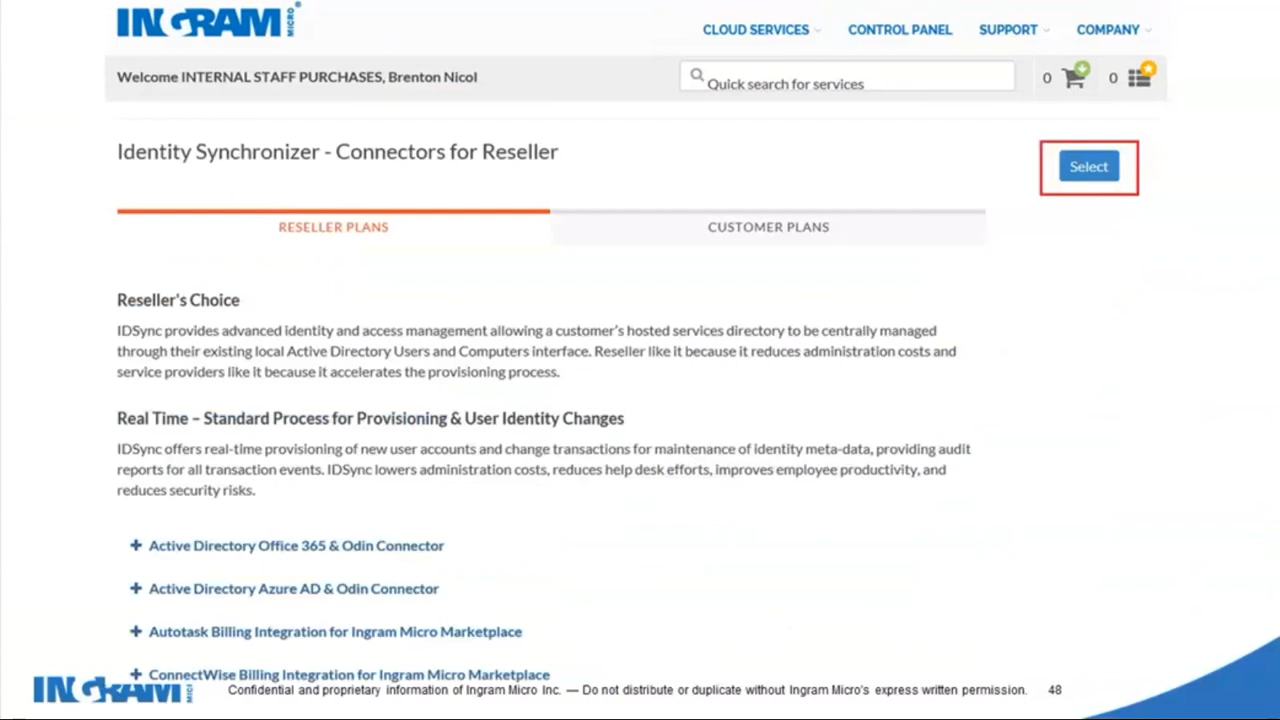 INGRAM MICRO
CLOUD SERVICES CONTROL PANEL SUPPORT COMPANY
Welcome INTERNAL STAFF PURCHASES, Brenton Nicol
Quick search for services
0 0
Identity Synchronizer - Connectors for Reseller
Select
RESELLER PLANS CUSTOMER PLANS
Reseller's Choice
IDSync provides advanced identity and access management allowing a customer's hosted services directory to be centrally managed
through their existing local Active Directory Users and Computers interface. Reseller like it because it reduces administration costs and
service providers like it because it accelerates the provisioning process.
Real Time – Standard Process for Provisioning & User Identity Changes
IDSync offers real-time provisioning of new user accounts and change transactions for maintenance of identity meta-data, providing audit
reports for all transaction events. IDSync lowers administration costs, reduces help desk efforts, improves employee productivity, and
reduces security risks.
+ Active Directory Office 365 & Odin Connector
+ Active Directory Azure AD & Odin Connector
+ Autotask Billing Integration for Ingram Micro Marketplace
+ ConnectWise Billing Integration for Ingram Micro Marketplace
INGRAM MICRO
Confidential and proprietary information of Ingram Micro Inc. — Do not distribute or duplicate without Ingram Micro's express written permission. 48